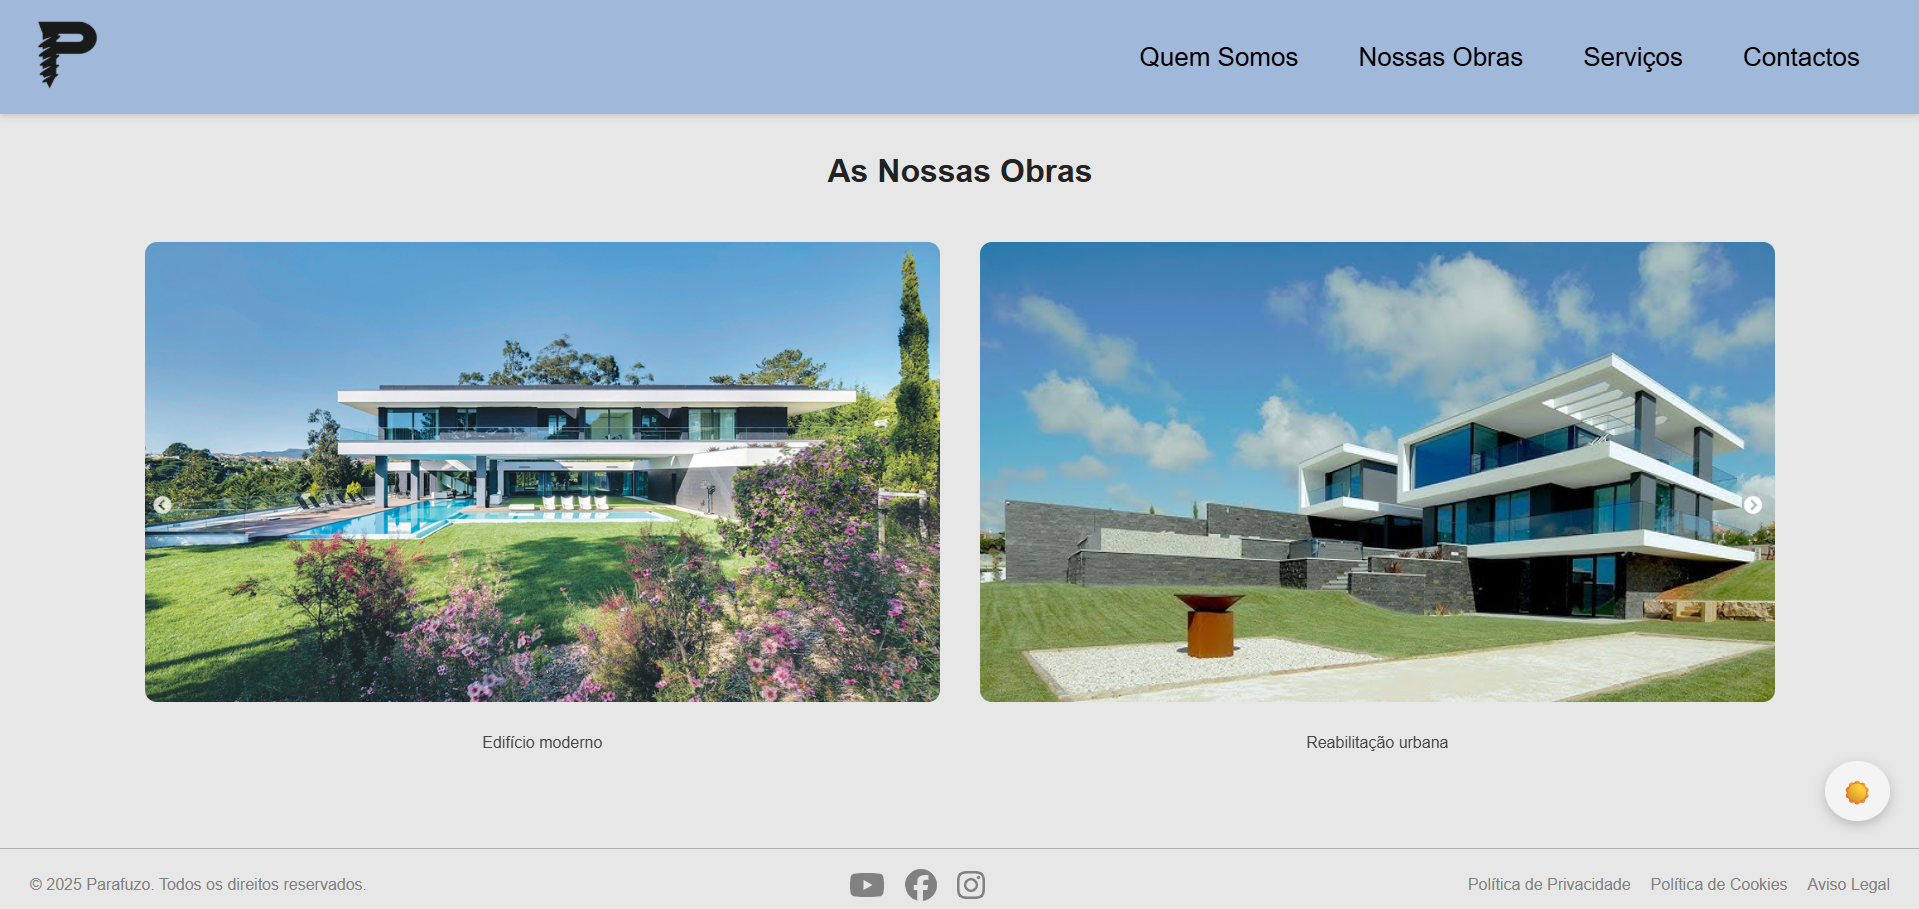 P
Quem Somos
Nossas Obras
Serviços
Contactos
As Nossas Obras
Edifício moderno
Reabilitação urbana
© 2025 Parafuzo. Todos os direitos reservados.
Política de Privacidade
Política de Cookies
Aviso Legal